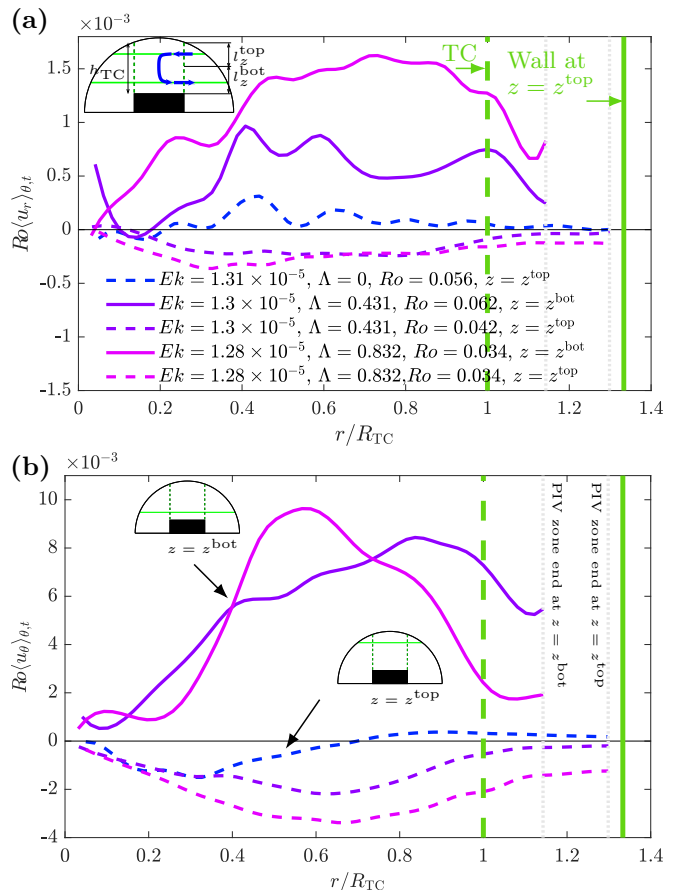 (a)
×10⁻³
1.5
1
0.5
0
-0.5
-1
-1.5
Ro⟨u_r⟩_θ,t
h_TC
l_z^top
l_z^bot
TC
Wall at
z = z^top
Ek = 1.31 × 10⁻⁵, Λ = 0, Ro = 0.056, z = z^top
Ek = 1.3 × 10⁻⁵, Λ = 0.431, Ro = 0.062, z = z^bot
Ek = 1.3 × 10⁻⁵, Λ = 0.431, Ro = 0.042, z = z^top
Ek = 1.28 × 10⁻⁵, Λ = 0.832, Ro = 0.034, z = z^bot
Ek = 1.28 × 10⁻⁵, Λ = 0.832,Ro = 0.034, z = z^top
0 0.2 0.4 0.6 0.8 1 1.2 1.4
r/R_TC
(b)
×10⁻³
10
8
6
4
2
0
-2
-4
Ro⟨u_θ⟩_θ,t
z = z^bot
z = z^top
PIV zone end at z = z^bot
PIV zone end at z = z^top
0 0.2 0.4 0.6 0.8 1 1.2 1.4
r/R_TC